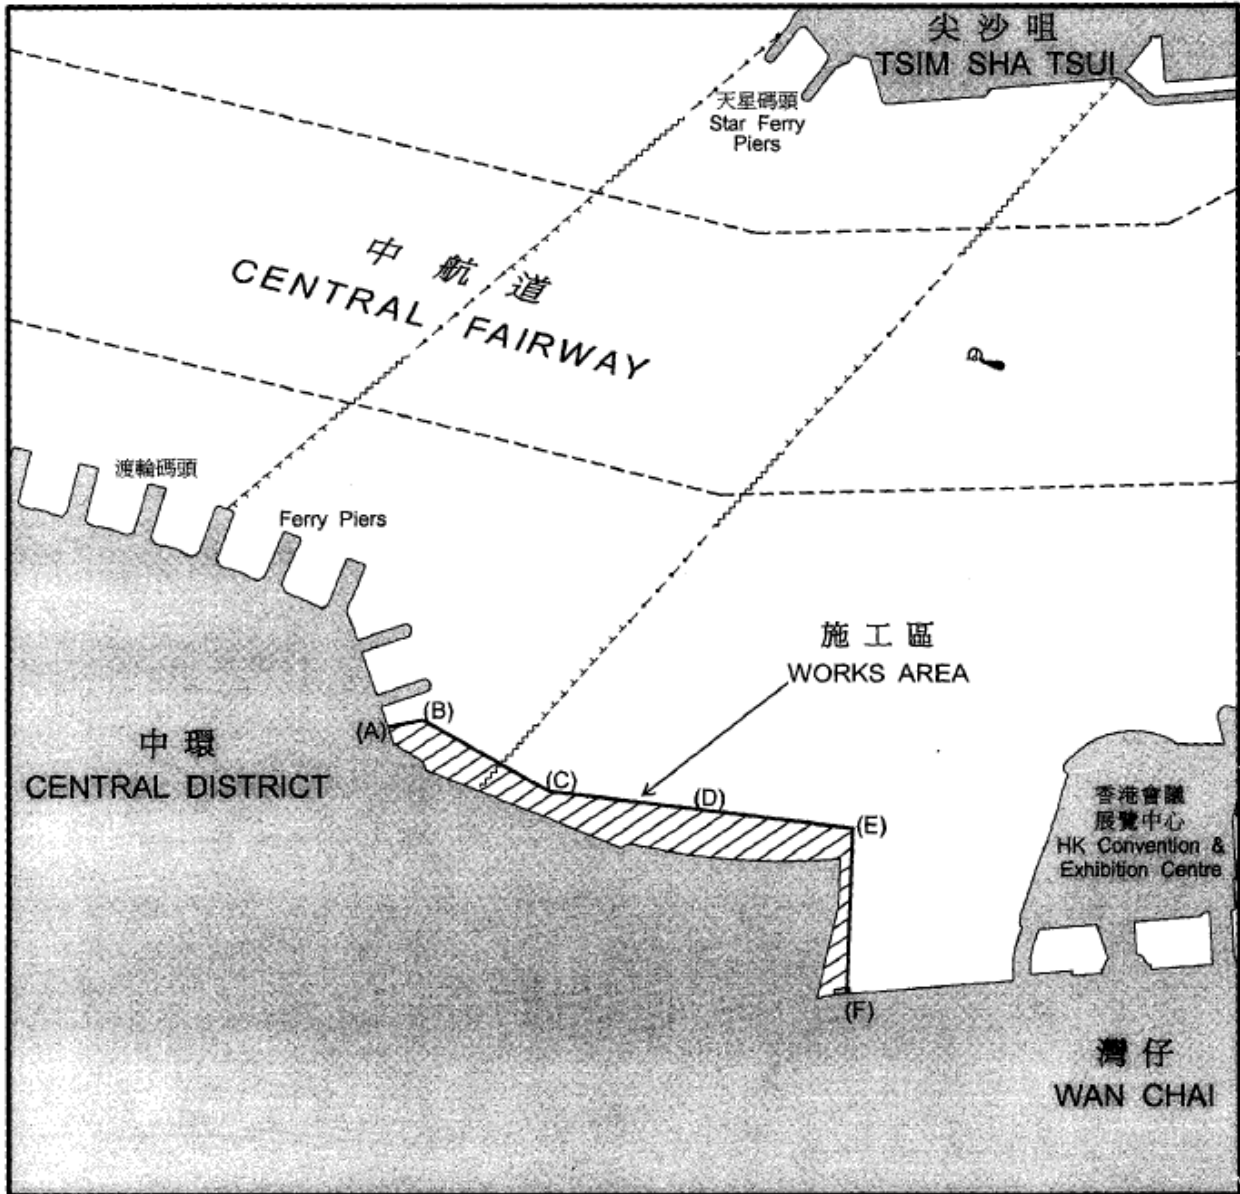 尖沙咀
TSIM SHA TSUI
天星碼頭
Star Ferry
Piers
中航道
CENTRAL FAIRWAY
渡輪碼頭
Ferry Piers
施工區
WORKS AREA
(A)
(B)
(C)
(D)
(E)
(F)
中環
CENTRAL DISTRICT
香港會議
展覽中心
HK Convention &
Exhibition Centre
灣仔
WAN CHAI